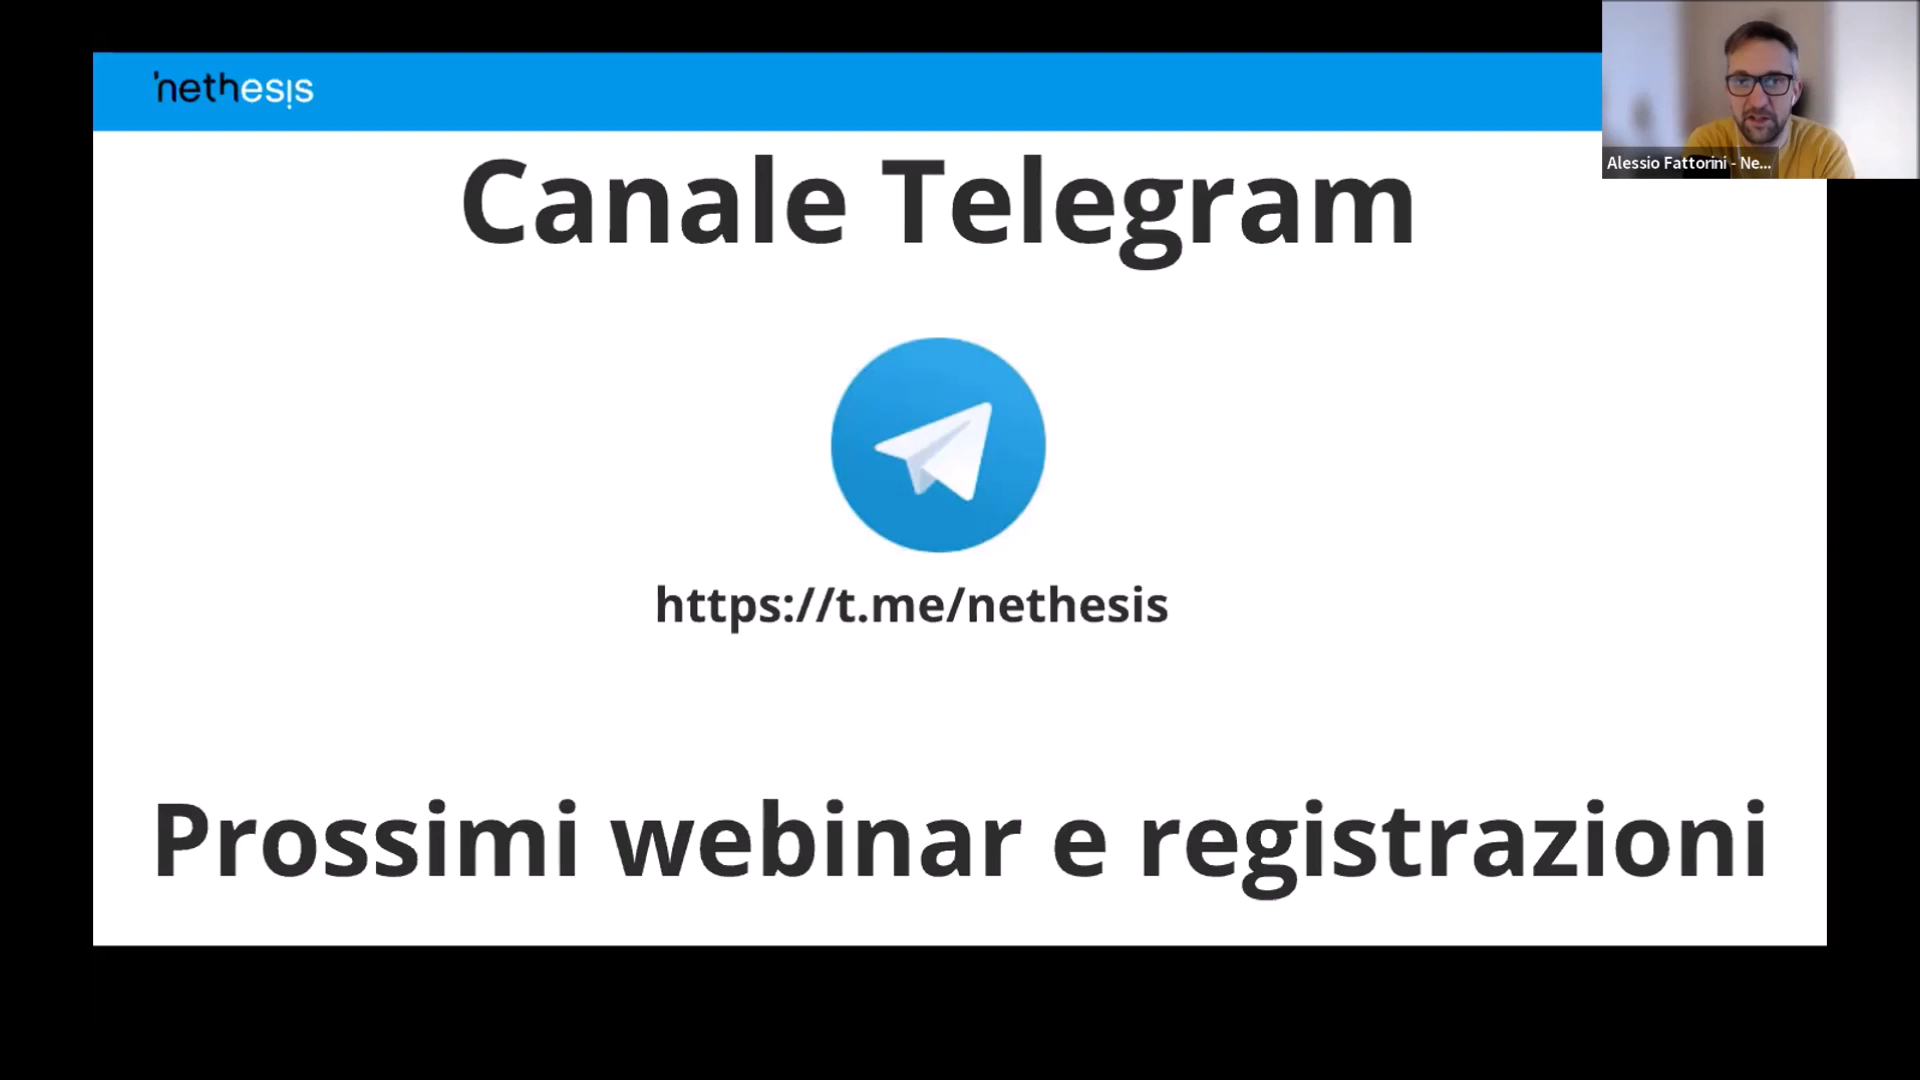 nethesis
Alessio Fattorini - Ne...
Canale Telegram
https://t.me/nethesis
Prossimi webinar e registrazioni